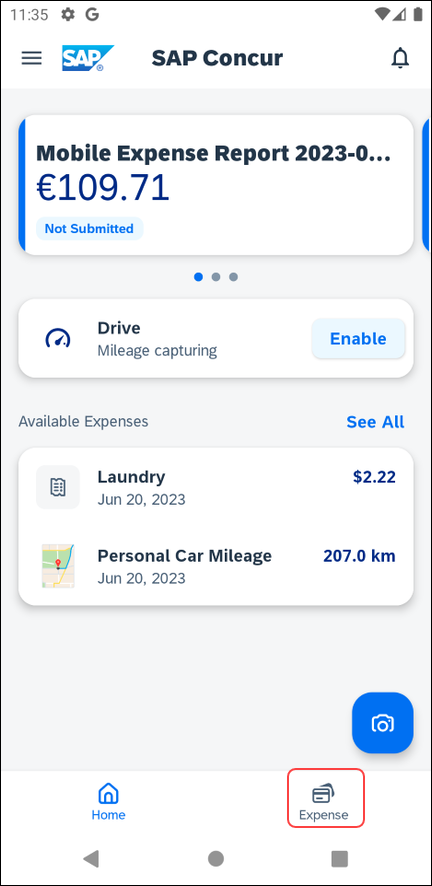 11:35
SAP
®
SAP Concur
Mobile Expense Report 2023-0...
€109.71
Not Submitted
Drive
Mileage capturing
Enable
Available Expenses
See All
Laundry
$2.22
Jun 20, 2023
Personal Car Mileage
207.0 km
Jun 20, 2023
Home
Expense